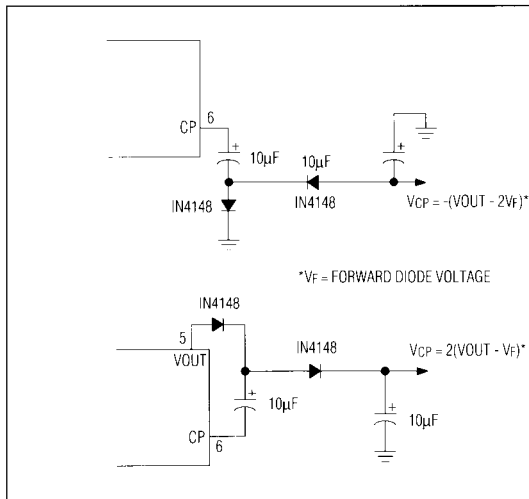 6
CP
+
+
10µF
10µF
IN4148
IN4148
VCP = -(VOUT - 2VF)*
*VF = FORWARD DIODE VOLTAGE
IN4148
5
VOUT
IN4148
VCP = 2(VOUT - VF)*
+
10µF
+
10µF
CP
6